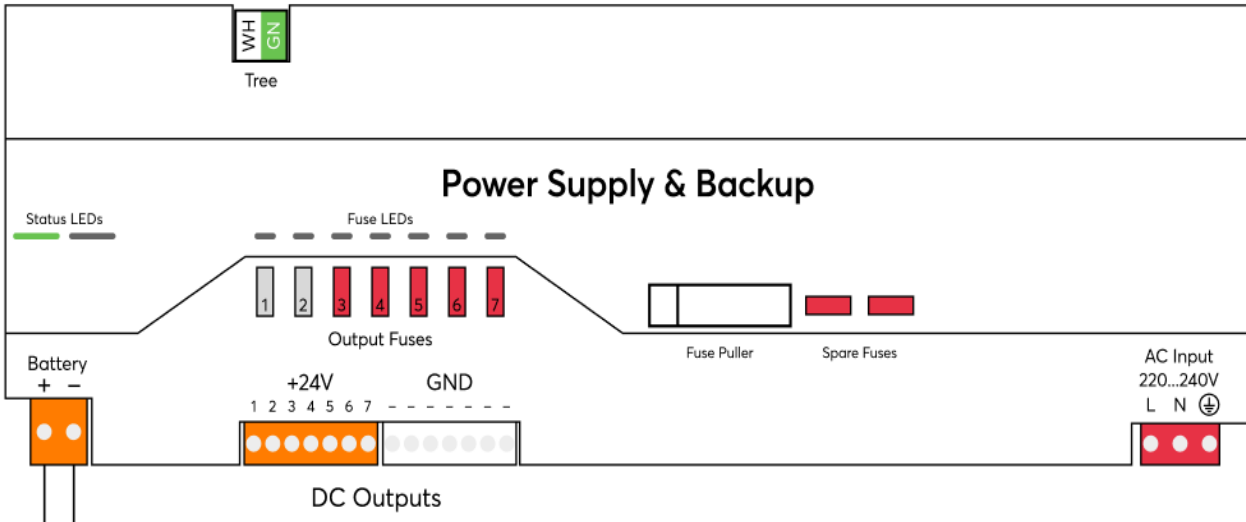 WH GN
Tree
Power Supply & Backup
Status LEDs
Fuse LEDs
1 2 3 4 5 6 7
Output Fuses
Fuse Puller
Spare Fuses
Battery
+ −
+24V
GND
1 2 3 4 5 6 7 – – – – – – –
DC Outputs
AC Input
220...240V
L N ⏚